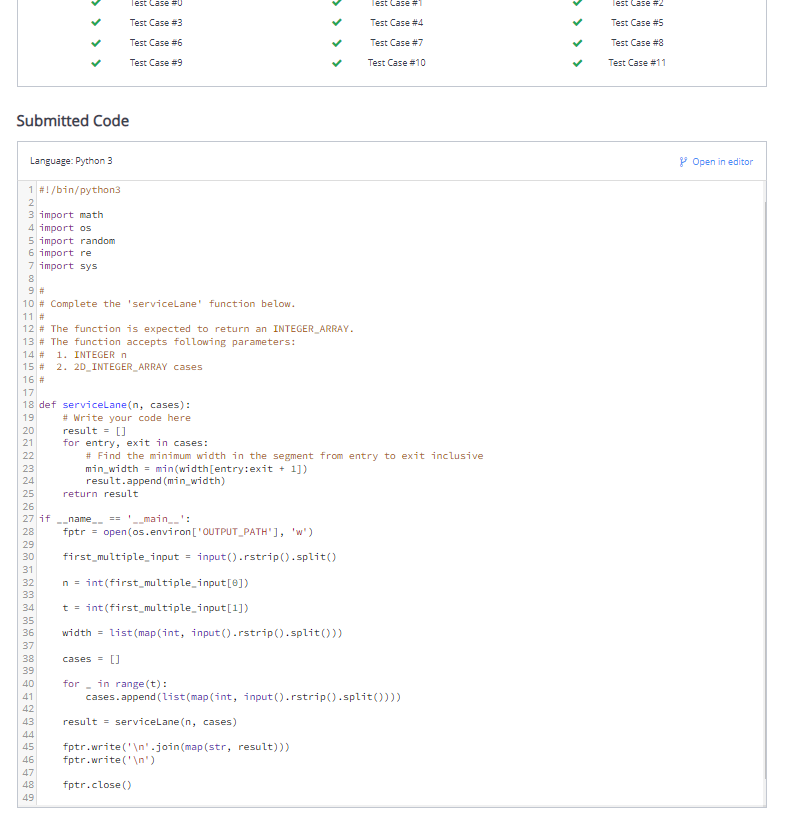 Test Case #0 Test Case #1 Test Case #2
Test Case #3 Test Case #4 Test Case #5
Test Case #6 Test Case #7 Test Case #8
Test Case #9 Test Case #10 Test Case #11
Submitted Code
Language: Python 3 Open in editor
1 #!/bin/python3
2
3 import math
4 import os
5 import random
6 import re
7 import sys
8
9 #
10 # Complete the 'serviceLane' function below.
11 #
12 # The function is expected to return an INTEGER_ARRAY.
13 # The function accepts following parameters:
14 #  1. INTEGER n
15 #  2. 2D_INTEGER_ARRAY cases
16 #
17
18 def serviceLane(n, cases):
19     # Write your code here
20     result = []
21     for entry, exit in cases:
22         # Find the minimum width in the segment from entry to exit inclusive
23         min_width = min(width[entry:exit + 1])
24         result.append(min_width)
25     return result
26
27 if __name__ == '__main__':
28     fptr = open(os.environ['OUTPUT_PATH'], 'w')
29
30     first_multiple_input = input().rstrip().split()
31
32     n = int(first_multiple_input[0])
33
34     t = int(first_multiple_input[1])
35
36     width = list(map(int, input().rstrip().split()))
37
38     cases = []
39
40     for _ in range(t):
41         cases.append(list(map(int, input().rstrip().split())))
42
43     result = serviceLane(n, cases)
44
45     fptr.write('\n'.join(map(str, result)))
46     fptr.write('\n')
47
48     fptr.close()
49